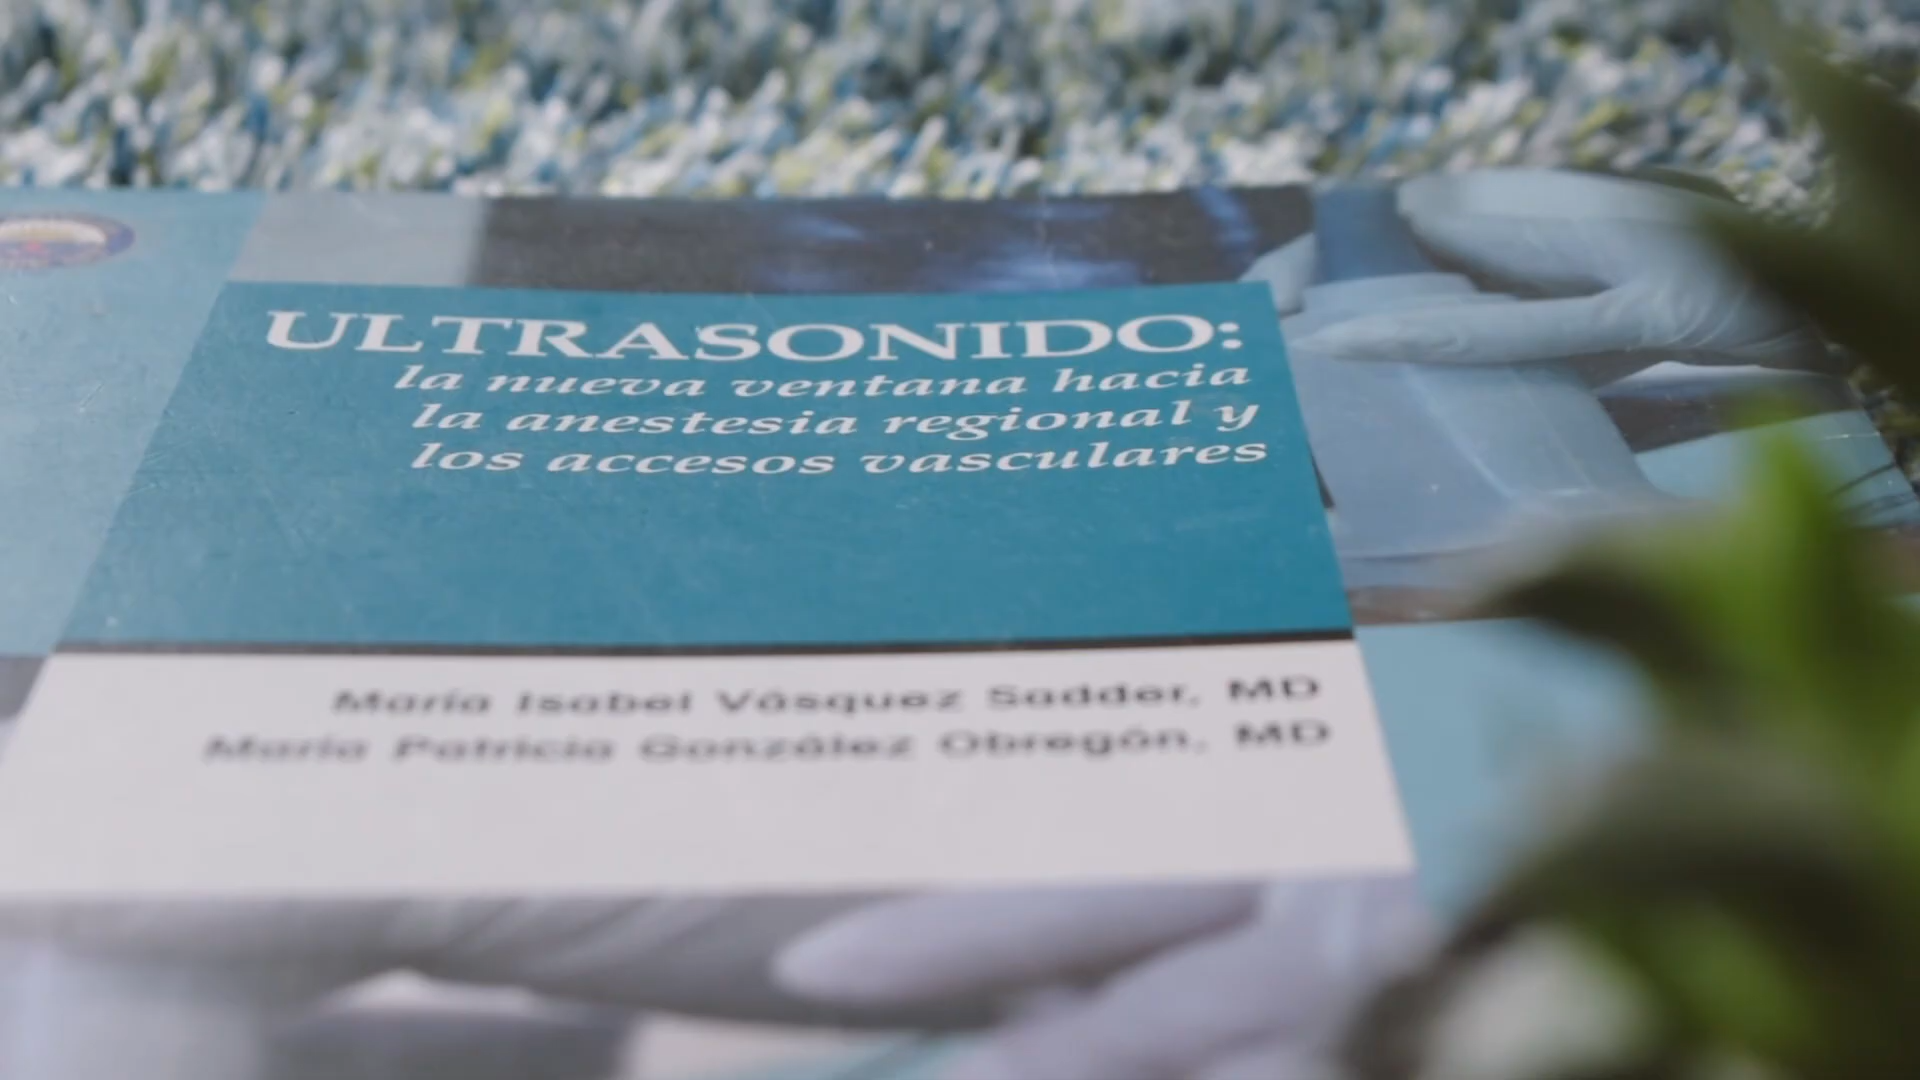 ULTRASONIDO:
la nueva ventana hacia
la anestesia regional y
los accesos vasculares
María Isabel Vásquez Sadder, MD
María Patricia González Obregón, MD